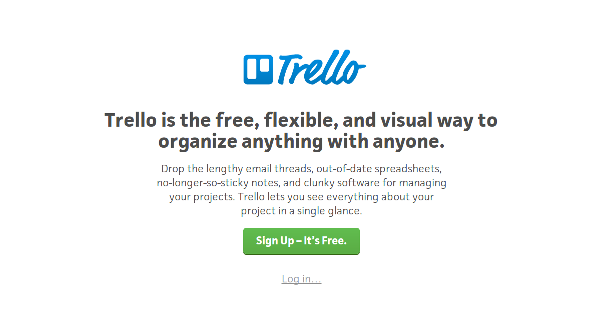 Trello
Trello is the free, flexible, and visual way to
organize anything with anyone.
Drop the lengthy email threads, out-of-date spreadsheets,
no-longer-so-sticky notes, and clunky software for managing
your projects. Trello lets you see everything about your
project in a single glance.
Sign Up – It's Free.
Log in...